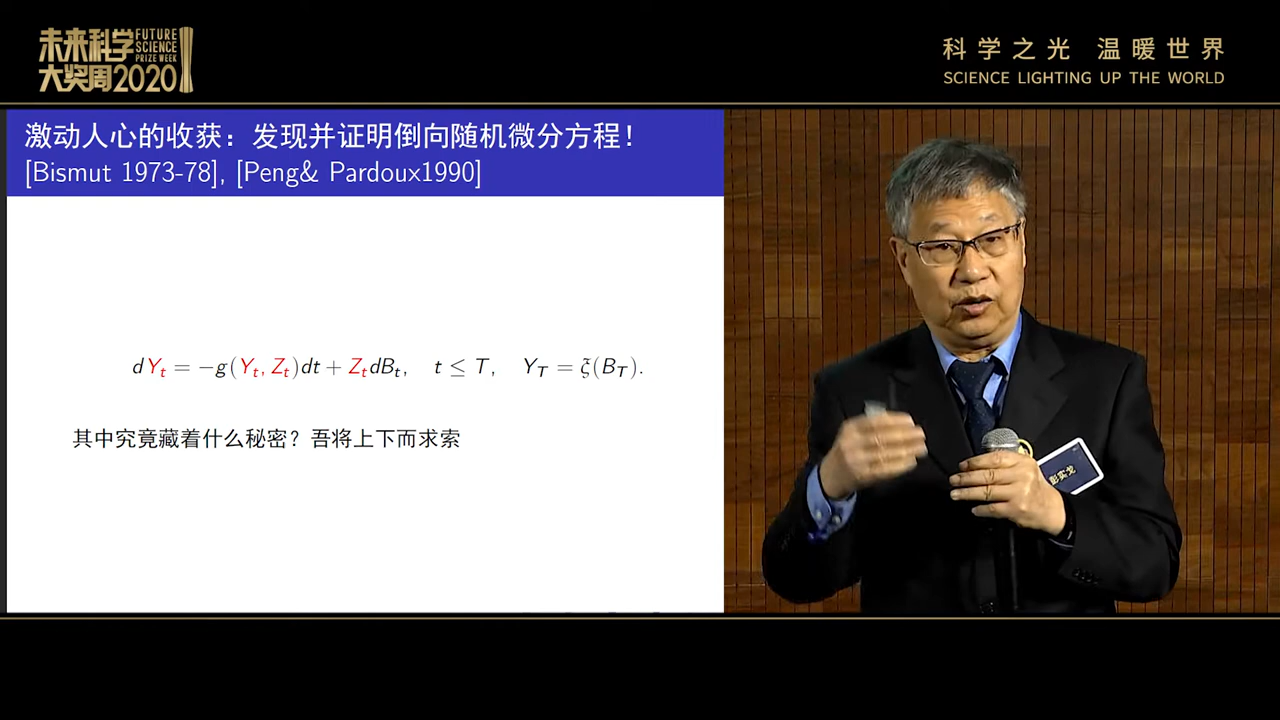 未来科学
大奖周2020
FUTURE
SCIENCE
PRIZE WEEK
科学之光 温暖世界
SCIENCE LIGHTING UP THE WORLD
激动人心的收获：发现并证明倒向随机微分方程！
[Bismut 1973-78], [Peng& Pardoux1990]
dY_t = −g(Y_t, Z_t)dt + Z_t dB_t, t ≤ T, Y_T = ξ(B_T).
其中究竟藏着什么秘密？吾将上下而求索
彭实戈